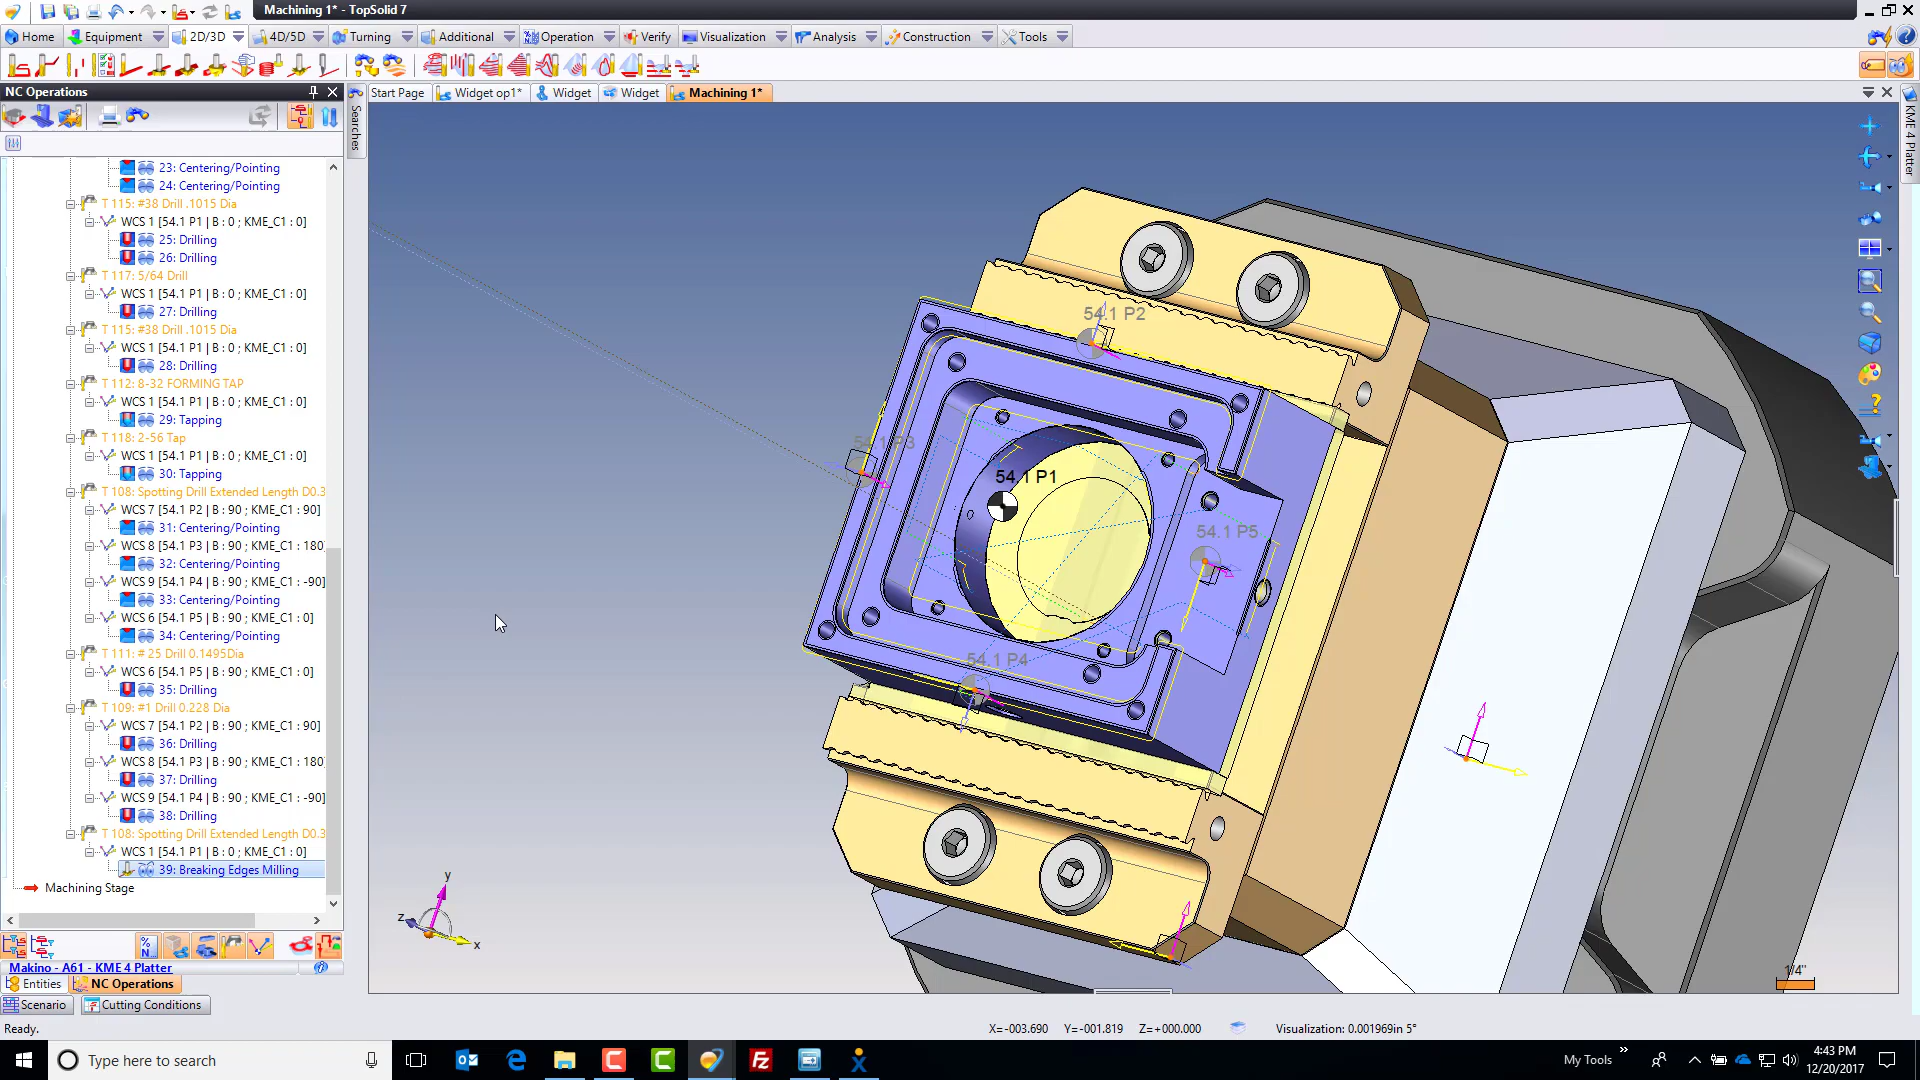 Machining 1* - TopSolid 7
Home Equipment 2D/3D 4D/5D Turning Additional Operation Verify Visualization Analysis Construction Tools
NC Operations
Start Page Widget op1* Widget Widget Machining 1*
Searches
KME 4 Platter
23: Centering/Pointing
24: Centering/Pointing
T 115: #38 Drill .1015 Dia
WCS 1 [54.1 P1 | B : 0 ; KME_C1 : 0]
25: Drilling
26: Drilling
T 117: 5/64 Drill
WCS 1 [54.1 P1 | B : 0 ; KME_C1 : 0]
27: Drilling
T 115: #38 Drill .1015 Dia
WCS 1 [54.1 P1 | B : 0 ; KME_C1 : 0]
28: Drilling
T 112: 8-32 FORMING TAP
WCS 1 [54.1 P1 | B : 0 ; KME_C1 : 0]
29: Tapping
T 118: 2-56 Tap
WCS 1 [54.1 P1 | B : 0 ; KME_C1 : 0]
30: Tapping
T 108: Spotting Drill Extended Length D0.3
WCS 7 [54.1 P2 | B : 90 ; KME_C1 : 90]
31: Centering/Pointing
WCS 8 [54.1 P3 | B : 90 ; KME_C1 : 180
32: Centering/Pointing
WCS 9 [54.1 P4 | B : 90 ; KME_C1 : -90]
33: Centering/Pointing
WCS 6 [54.1 P5 | B : 90 ; KME_C1 : 0]
34: Centering/Pointing
T 111: # 25 Drill 0.1495Dia
WCS 6 [54.1 P5 | B : 90 ; KME_C1 : 0]
35: Drilling
T 109: #1 Drill 0.228 Dia
WCS 7 [54.1 P2 | B : 90 ; KME_C1 : 90]
36: Drilling
WCS 8 [54.1 P3 | B : 90 ; KME_C1 : 180
37: Drilling
WCS 9 [54.1 P4 | B : 90 ; KME_C1 : -90]
38: Drilling
T 108: Spotting Drill Extended Length D0.3
WCS 1 [54.1 P1 | B : 0 ; KME_C1 : 0]
39: Breaking Edges Milling
Machining Stage
Makino - A61 - KME 4 Platter
Entities NC Operations
Scenario Cutting Conditions
54.1 P2
54.1 P3
54.1 P1
54.1 P5
54.1 P4
y
z
x
1/4"
Ready.
X=-003.690 Y=-001.819 Z=+000.000 Visualization: 0.001969in 5°
Type here to search
My Tools
4:43 PM
12/20/2017